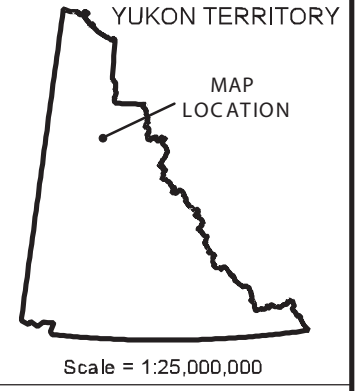 YUKON TERRITORY
MAP
LOCATION
Scale = 1:25,000,000